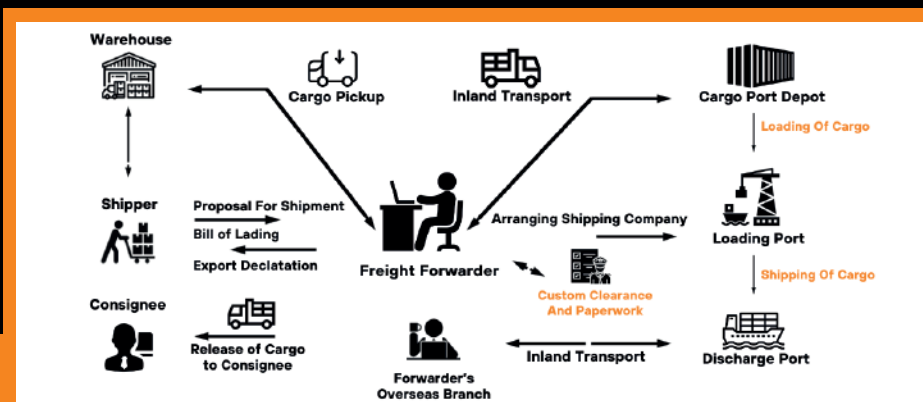 Warehouse
Cargo Pickup
Inland Transport
Cargo Port Depot
Loading Of Cargo
Shipper
Proposal For Shipment
Bill of Lading
Export Declatation
Freight Forwarder
Arranging Shipping Company
Loading Port
Custom Clearance
And Paperwork
Shipping Of Cargo
Consignee
Release of Cargo
to Consignee
Forwarder's
Overseas Branch
Inland Transport
Discharge Port